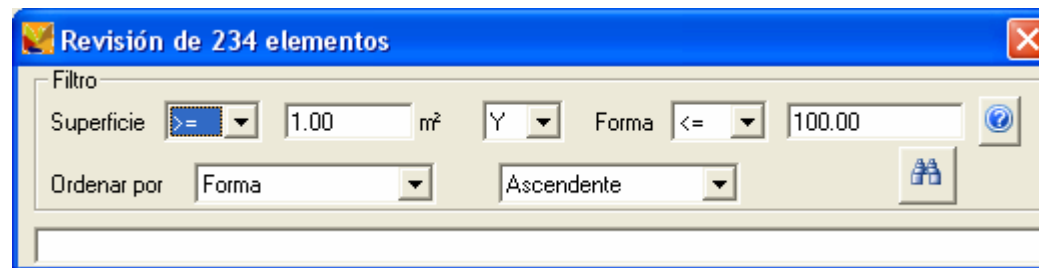 Revisión de 234 elementos
Filtro
Superficie >= 1.00 m² Y Forma <= 100.00
Ordenar por Forma Ascendente